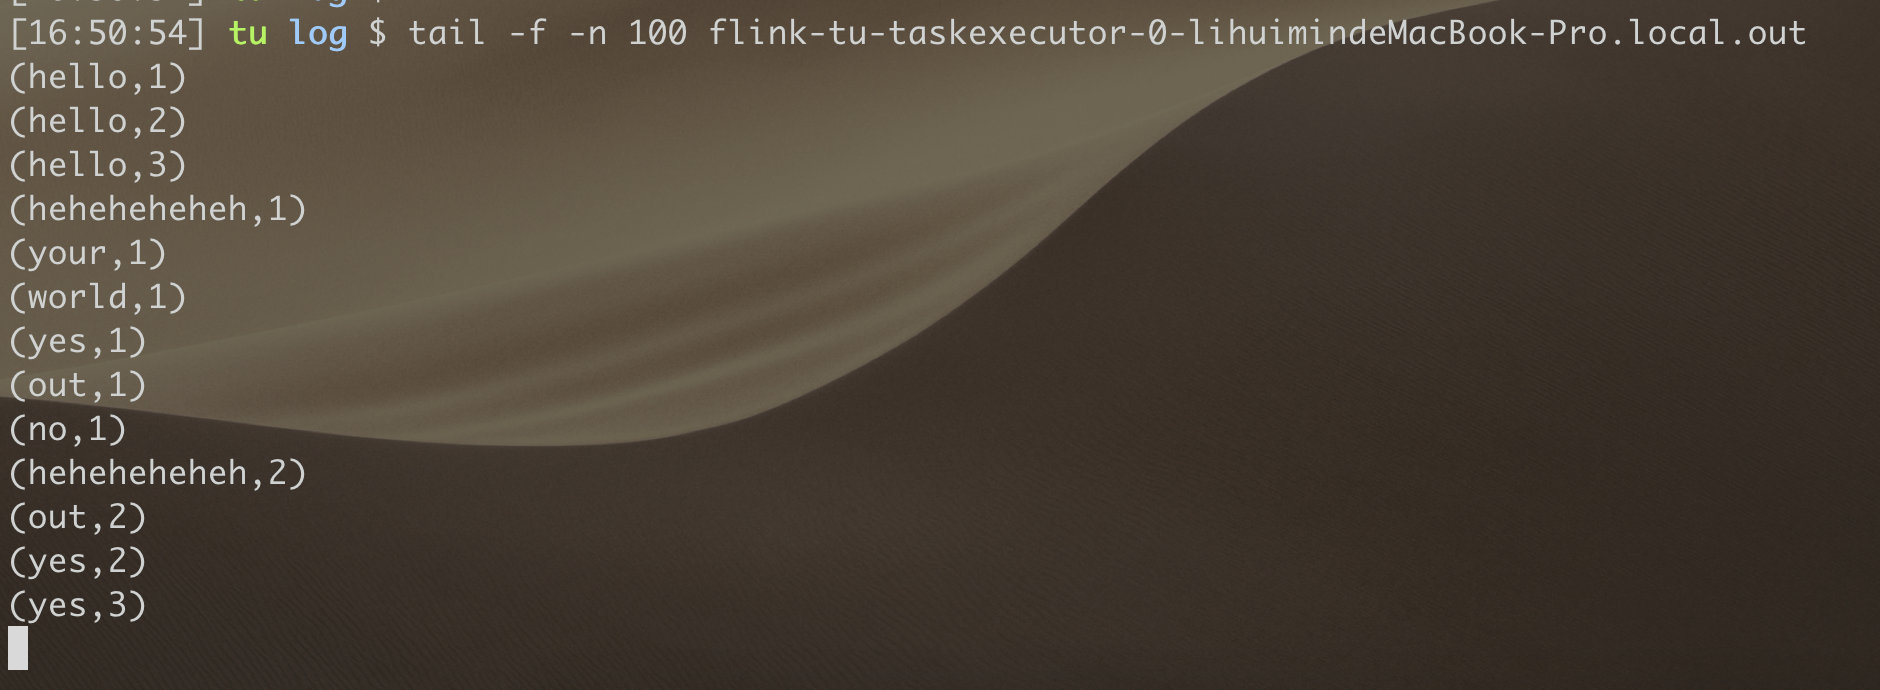 [16:50:54] tu log $ tail -f -n 100 flink-tu-taskexecutor-0-lihuimindeMacBook-Pro.local.out
(hello,1)
(hello,2)
(hello,3)
(heheheheheh,1)
(your,1)
(world,1)
(yes,1)
(out,1)
(no,1)
(heheheheheh,2)
(out,2)
(yes,2)
(yes,3)